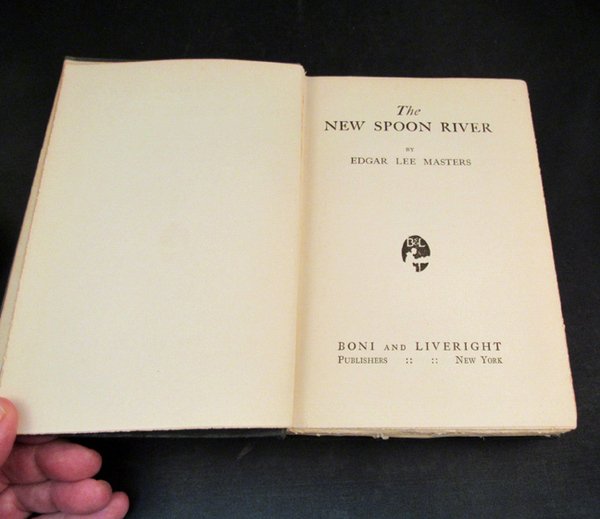 The
NEW SPOON RIVER
BY
EDGAR LEE MASTERS
B&L
BONI AND LIVERIGHT
PUBLISHERS :: :: NEW YORK